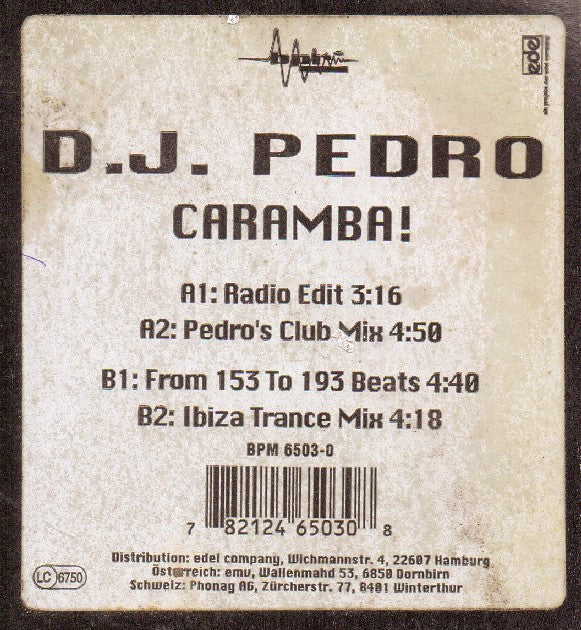 edel
D.J. PEDRO
CARAMBA!
A1: Radio Edit 3:16
A2: Pedro's Club Mix 4:50
B1: From 153 To 193 Beats 4:40
B2: Ibiza Trance Mix 4:18
BPM 6503-0
7 82124 65030 8
Distribution: edel company, Wichmannstr. 4, 22607 Hamburg
LC 6750
Österreich: emv, Wallenmahd 53, 6850 Dornbirn
Schweiz: Phonag AG, Zürcherstr. 77, 8401 Winterthur